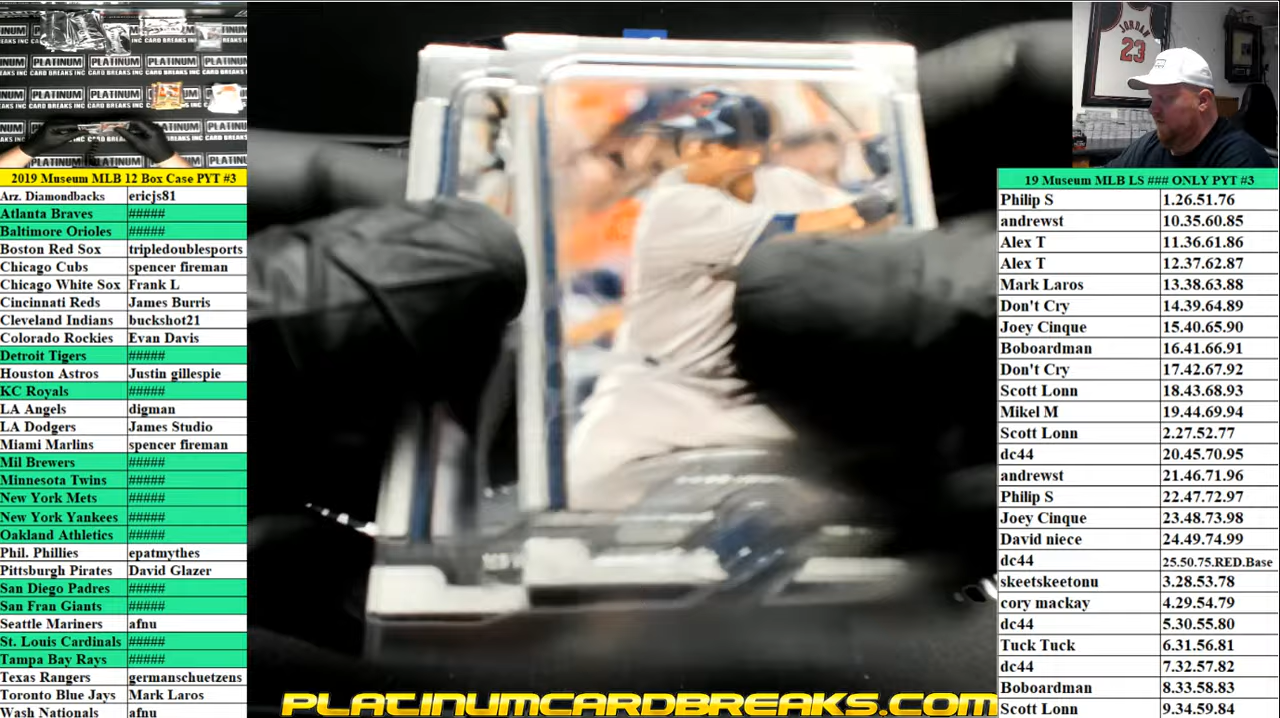 PLATINUM
CARD BREAKS INC
JORDAN
23
2019 Museum MLB 12 Box Case PYT #3
Arz. Diamondbacks ericjs81
Atlanta Braves #####
Baltimore Orioles #####
Boston Red Sox tripledoublesports
Chicago Cubs spencer fireman
Chicago White Sox Frank L
Cincinnati Reds James Burris
Cleveland Indians buckshot21
Colorado Rockies Evan Davis
Detroit Tigers #####
Houston Astros Justin gillespie
KC Royals #####
LA Angels digman
LA Dodgers James Studio
Miami Marlins spencer fireman
Mil Brewers #####
Minnesota Twins #####
New York Mets #####
New York Yankees #####
Oakland Athletics #####
Phil. Phillies epatmythes
Pittsburgh Pirates David Glazer
San Diego Padres #####
San Fran Giants #####
Seattle Mariners afnu
St. Louis Cardinals #####
Tampa Bay Rays #####
Texas Rangers germanschuetzens
Toronto Blue Jays Mark Laros
Wash Nationals afnu
19 Museum MLB LS ### ONLY PYT #3
Philip S 1.26.51.76
andrewst 10.35.60.85
Alex T 11.36.61.86
Alex T 12.37.62.87
Mark Laros 13.38.63.88
Don't Cry 14.39.64.89
Joey Cinque 15.40.65.90
Boboardman 16.41.66.91
Don't Cry 17.42.67.92
Scott Lonn 18.43.68.93
Mikel M 19.44.69.94
Scott Lonn 2.27.52.77
dc44 20.45.70.95
andrewst 21.46.71.96
Philip S 22.47.72.97
Joey Cinque 23.48.73.98
David niece 24.49.74.99
dc44 25.50.75.RED.Base
skeetskeetonu 3.28.53.78
cory mackay 4.29.54.79
dc44 5.30.55.80
Tuck Tuck 6.31.56.81
dc44 7.32.57.82
Boboardman 8.33.58.83
Scott Lonn 9.34.59.84
PLATINUMCARDBREAKS.COM